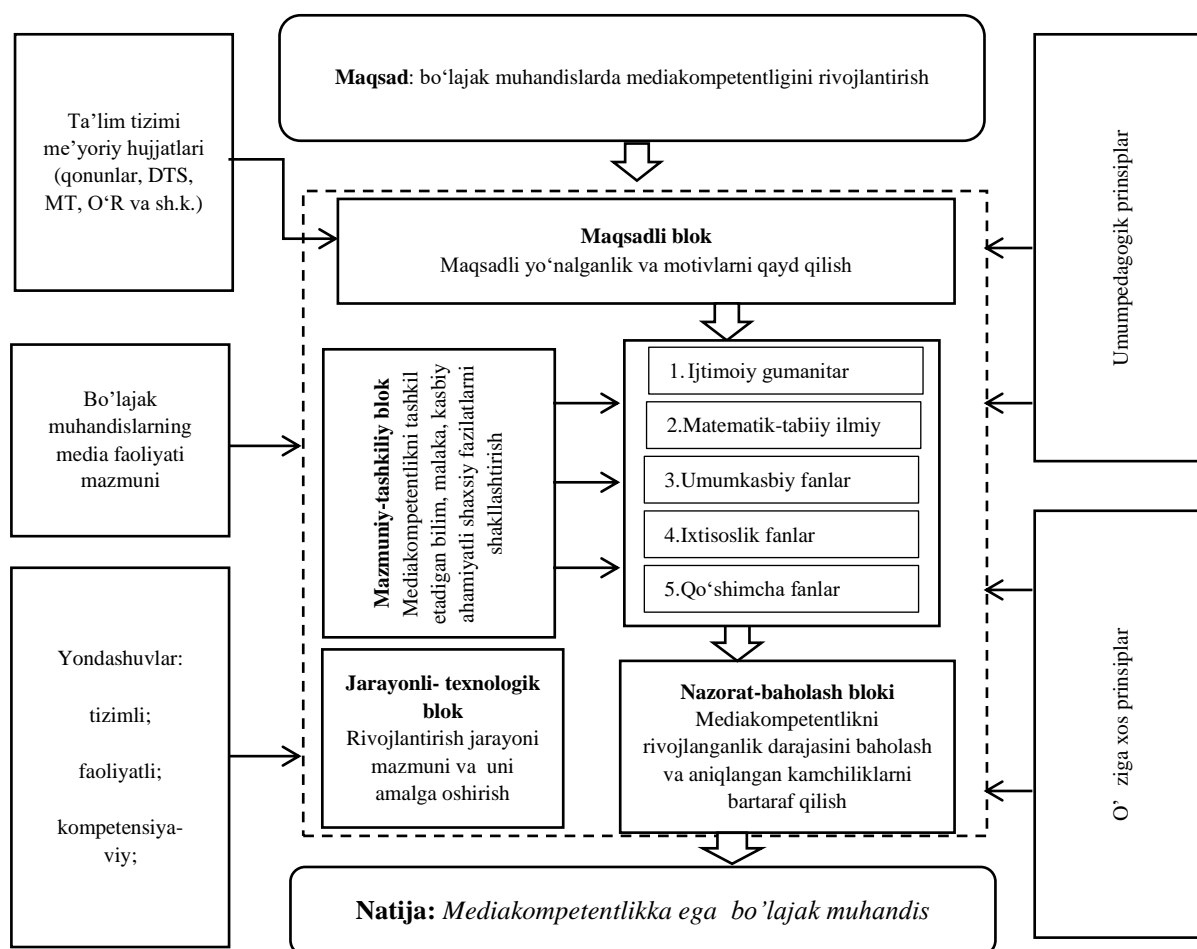 Maqsad: bo‘lajak muhandislarda mediakompetentligini rivojlantirish
Ta’lim tizimi
me’yoriy hujjatlari
(qonunlar, DTS,
MT, O‘R va sh.k.)
Bo’lajak
muhandislarning
media faoliyati
mazmuni
Yondashuvlar:
tizimli;
faoliyatli;
kompetensiya-
viy;
Maqsadli blok
Maqsadli yo‘nalganlik va motivlarni qayd qilish
Mazmuniy-tashkiliy blok
Mediakompetentlikni tashkil
etadigan bilim, malaka, kasbiy
ahamiyatli shaxsiy fazilatlarni
shakllashtirish
1. Ijtimoiy gumanitar
2.Matematik-tabiiy ilmiy
3.Umumkasbiy fanlar
4.Ixtisoslik fanlar
5.Qo‘shimcha fanlar
Jarayonli- texnologik
blok
Rivojlantirish jarayoni
mazmuni va uni
amalga oshirish
Nazorat-baholash bloki
Mediakompetentlikni
rivojlanganlik darajasini baholash
va aniqlangan kamchiliklarni
bartaraf qilish
Umumpedagogik prinsiplar
O’ ziga xos prinsiplar
Natija: Mediakompetentlikka ega bo’lajak muhandis